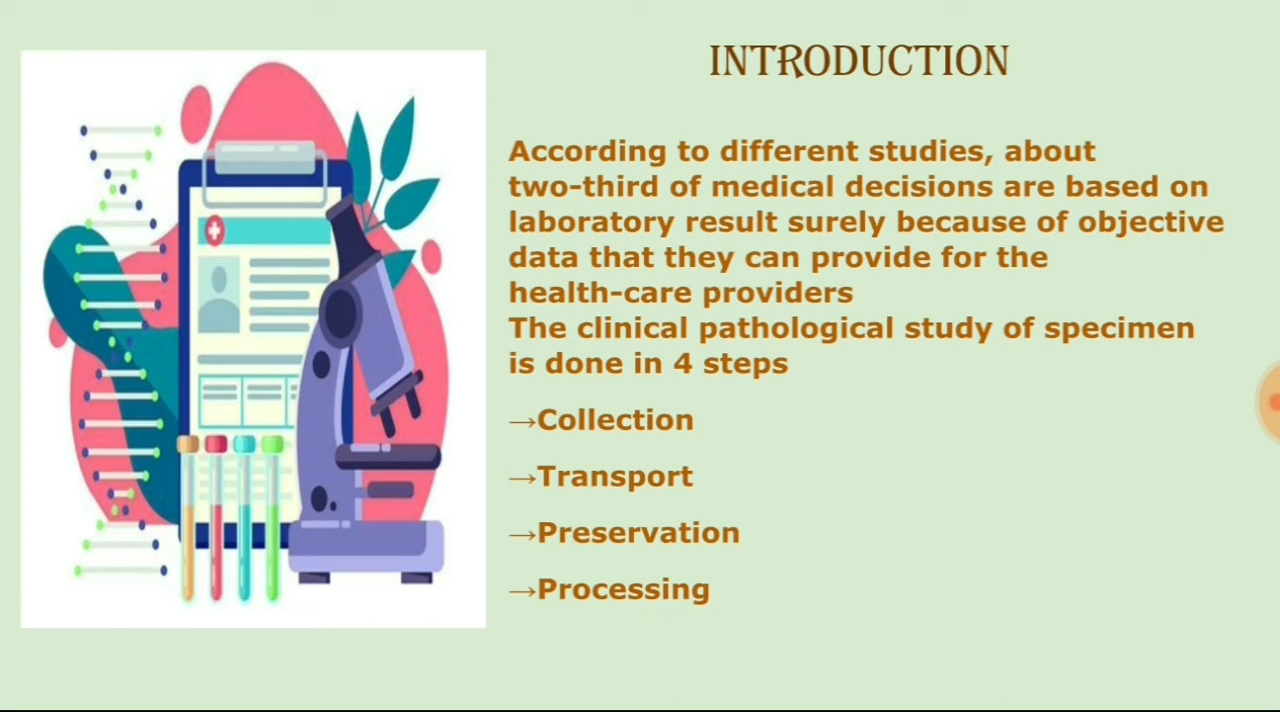 INTRODUCTION
According to different studies, about
two-third of medical decisions are based on
laboratory result surely because of objective
data that they can provide for the
health-care providers
The clinical pathological study of specimen
is done in 4 steps
→Collection
→Transport
→Preservation
→Processing